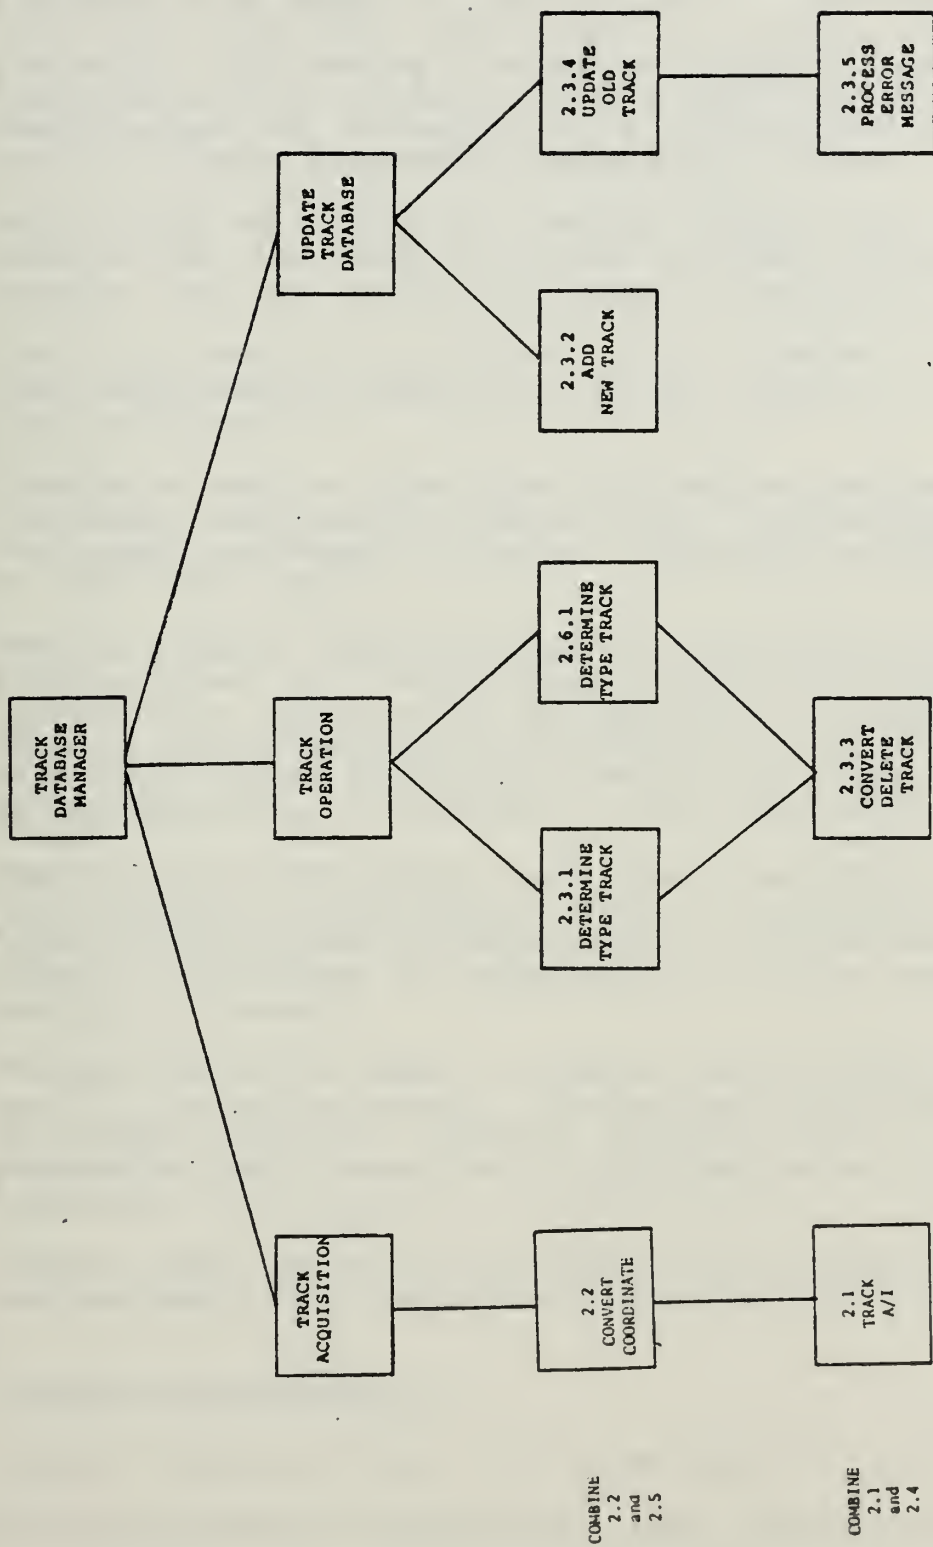 TRACK
DATABASE
MANAGER
TRACK
ACQUISITION
TRACK
OPERATION
UPDATE
TRACK
DATABASE
COMBINE
2.2
and
2.5
2.2
CONVERT
COORDINATE
2.3.1
DETERMINE
TYPE TRACK
2.6.1
DETERMINE
TYPE TRACK
2.3.2
ADD
NEW TRACK
2.3.4
UPDATE
OLD
TRACK
COMBINE
2.1
and
2.4
2.1
TRACK
A/I
2.3.3
CONVERT
DELETE
TRACK
2.3.5
PROCESS
ERROR
MESSAGE